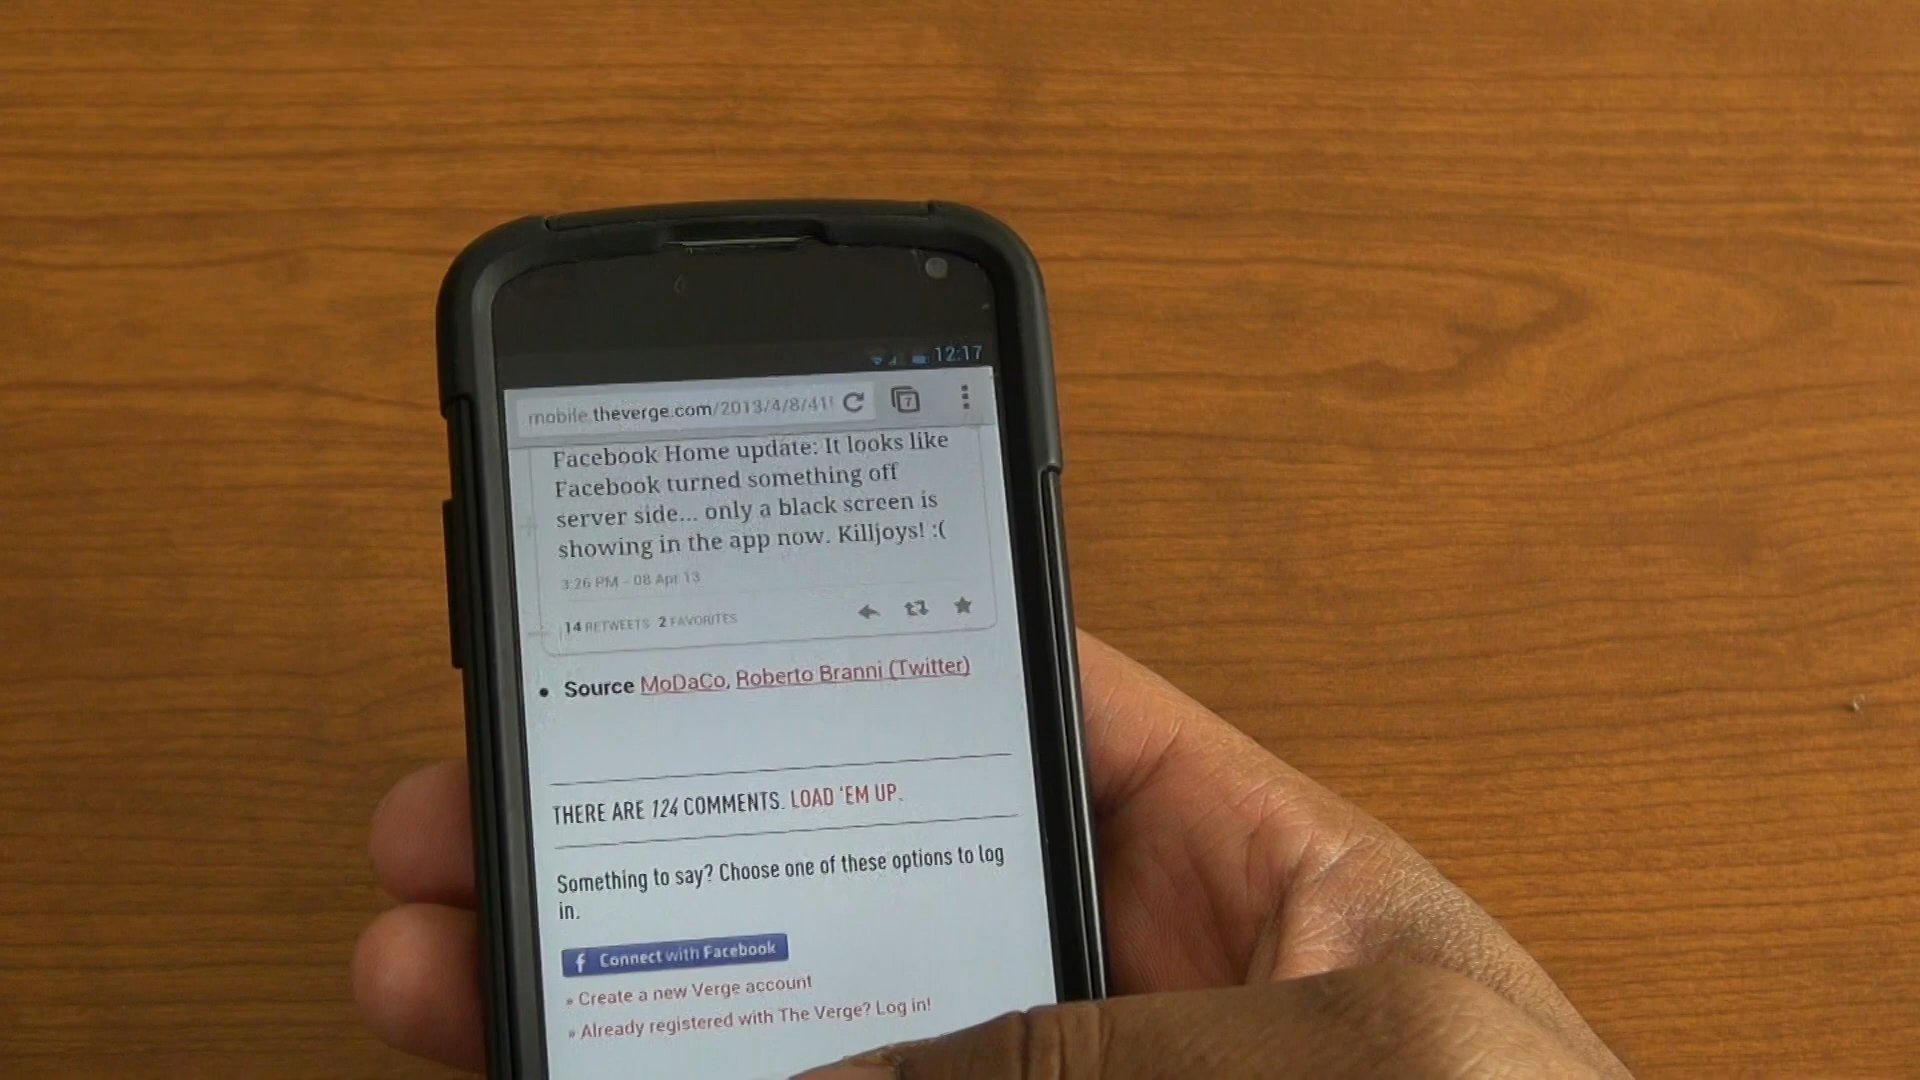 12:17
mobile.theverge.com/2013/4/8/41
7
Facebook Home update: It looks like
Facebook turned something off
server side... only a black screen is
showing in the app now. Killjoys! :(
3:26 PM - 08 Apr 13
14 RETWEETS 2 FAVORITES
• Source MoDaCo, Roberto Branni (Twitter)
THERE ARE 124 COMMENTS. LOAD 'EM UP.
Something to say? Choose one of these options to log
in.
f Connect with Facebook
» Create a new Verge account
» Already registered with The Verge? Log in!